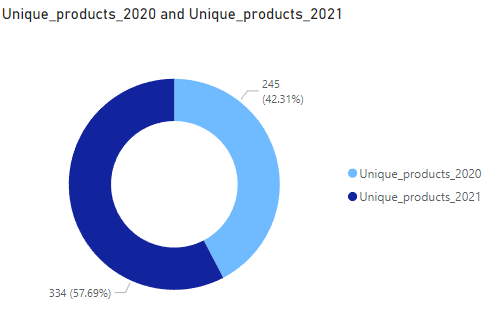 Unique_products_2020 and Unique_products_2021
245
(42.31%)
Unique_products_2020
Unique_products_2021
334 (57.69%)